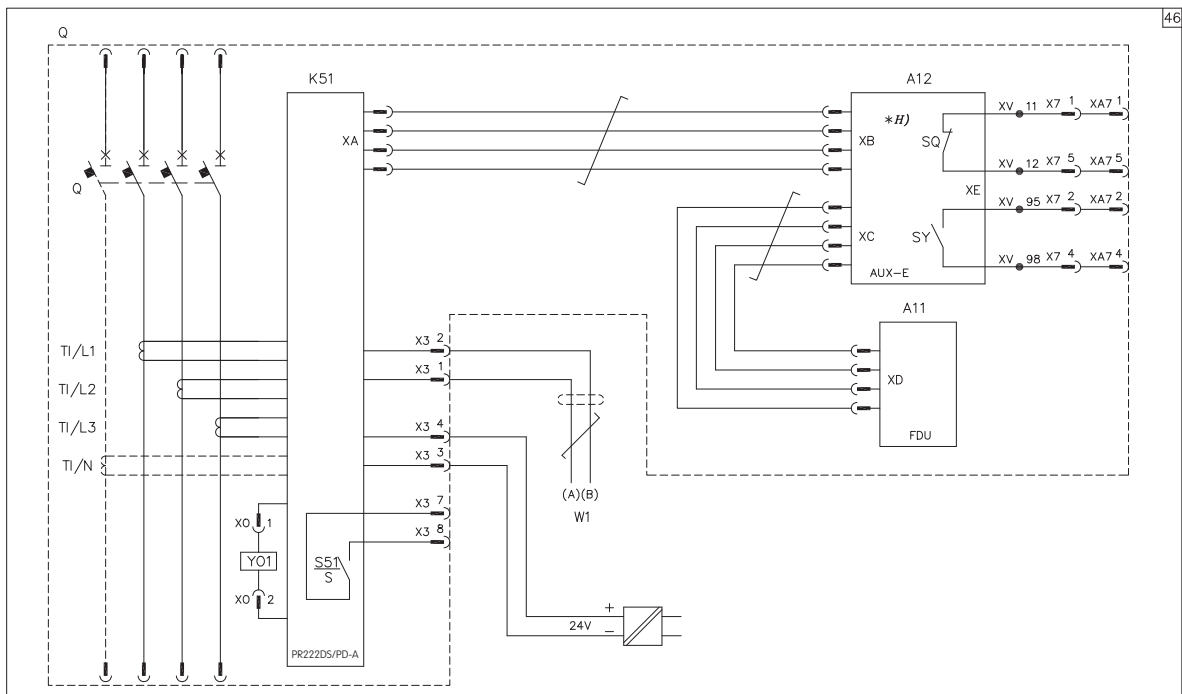 46
Q
K51
A12
XA
XB
*H)
SQ
XV 11 X7 1 XA7 1
XV 12 X7 5 XA7 5
XE
XV 95 X7 2 XA7 2
Q
XC
SY
XV 98 X7 4 XA7 4
AUX-E
A11
TI/L1
X3 2
X3 1
XD
TI/L2
TI/L3
X3 4
FDU
TI/N
X3 3
(A)(B)
X3 7
W1
X0 1
X3 8
Y01
S51
S
X0 2
+
24V
–
PR222DS/PD-A